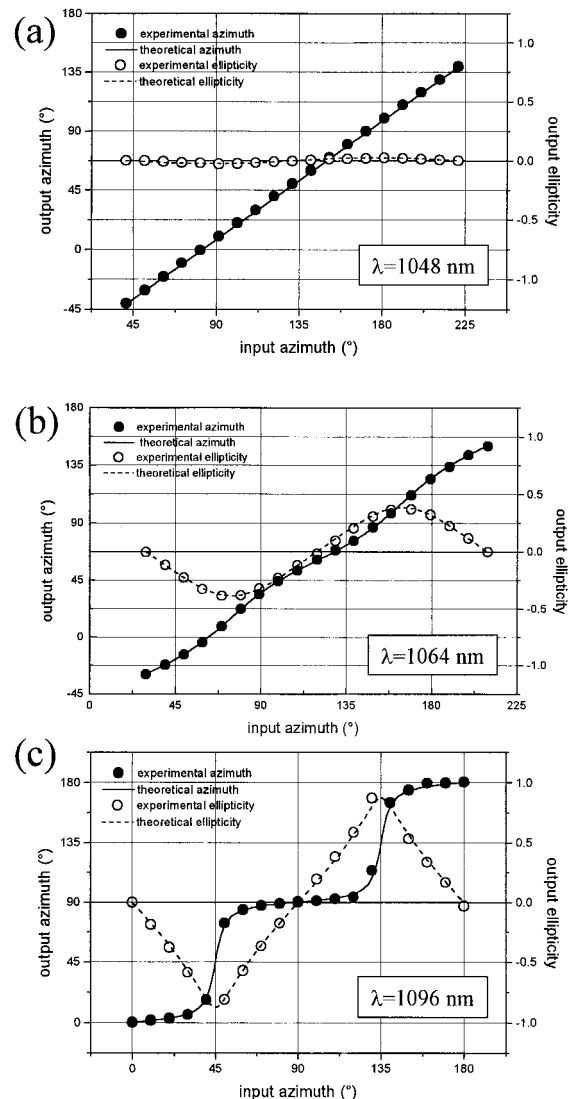 (a)
180
135
90
45
0
-45
output azimuth (°)
experimental azimuth
theoretical azimuth
experimental ellipticity
theoretical ellipticity
1.0
0.5
0.0
-0.5
-1.0
output ellipticity
λ=1048 nm
45 90 135 180 225
input azimuth (°)
(b)
180
135
90
45
0
-45
output azimuth (°)
experimental azimuth
theoretical azimuth
experimental ellipticity
theoretical ellipticity
1.0
0.5
0.0
-0.5
-1.0
output ellipticity
λ=1064 nm
0 45 90 135 180 225
input azimuth (°)
(c)
180
135
90
45
0
output azimuth (°)
experimental azimuth
theoretical azimuth
experimental ellipticity
theoretical ellipticity
1.0
0.5
0.0
-0.5
-1.0
output ellipticity
λ=1096 nm
0 45 90 135 180
input azimuth (°)